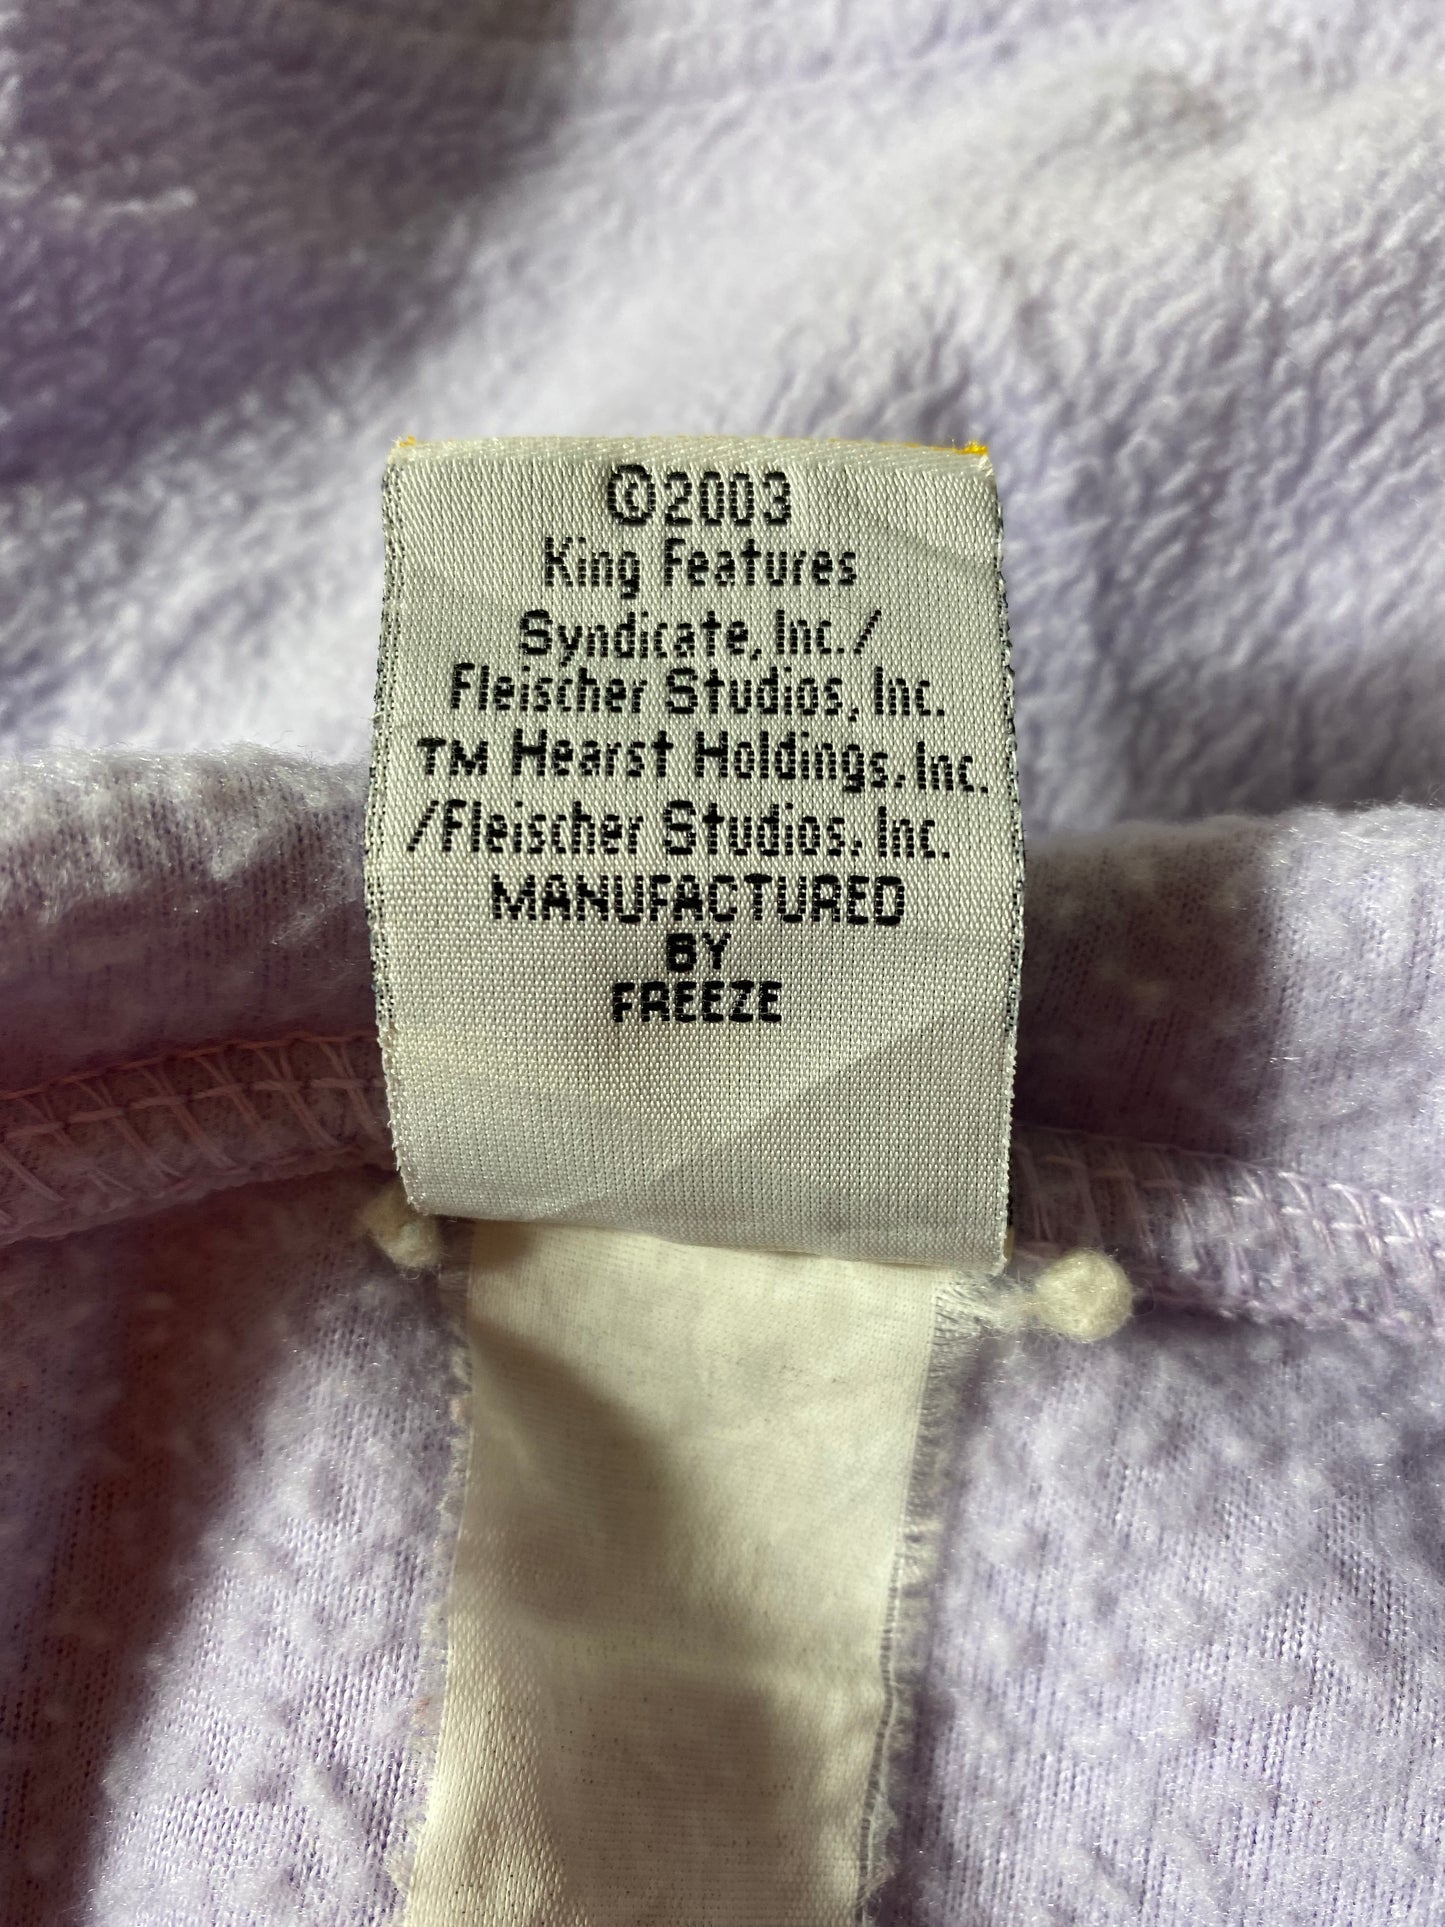 ©2003
King Features
Syndicate, Inc./
Fleischer Studios, Inc.
TM Hearst Holdings, Inc.
/Fleischer Studios, Inc.
MANUFACTURED
BY
FREEZE